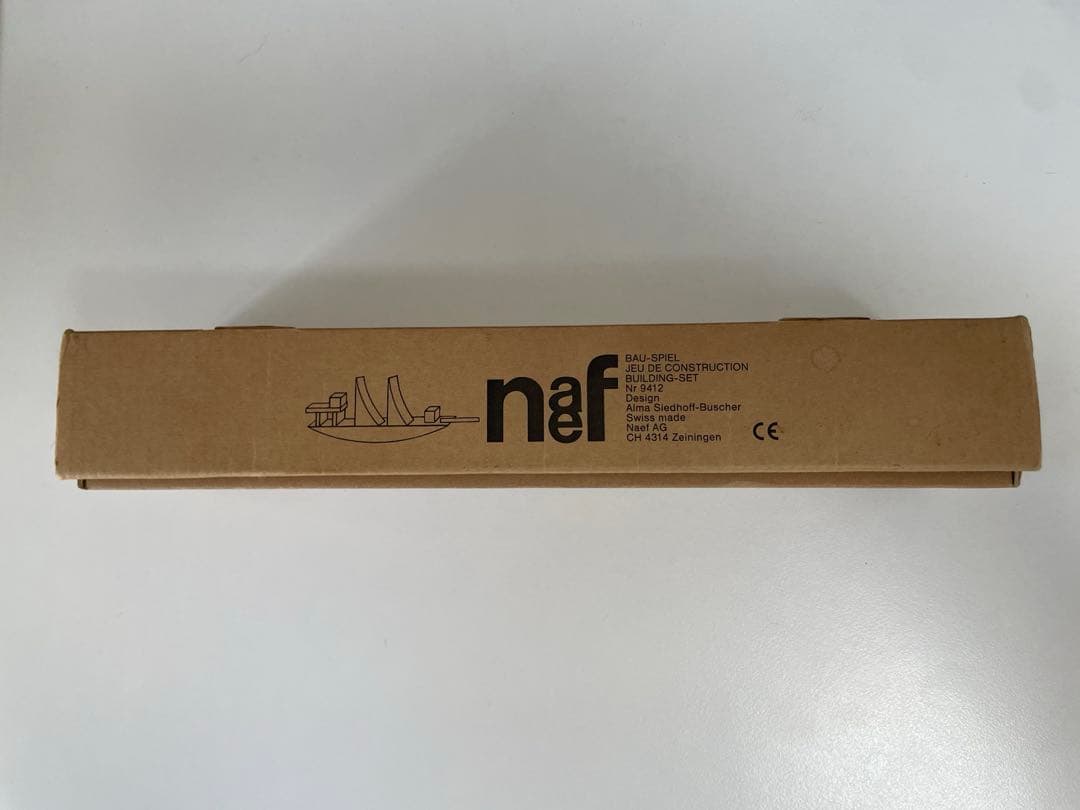 naef
BAU-SPIEL
JEU DE CONSTRUCTION
BUILDING-SET
Nr 9412
Design
Alma Siedhoff-Buscher
Swiss made
Naef AG
CH 4314 Zeiningen
CE